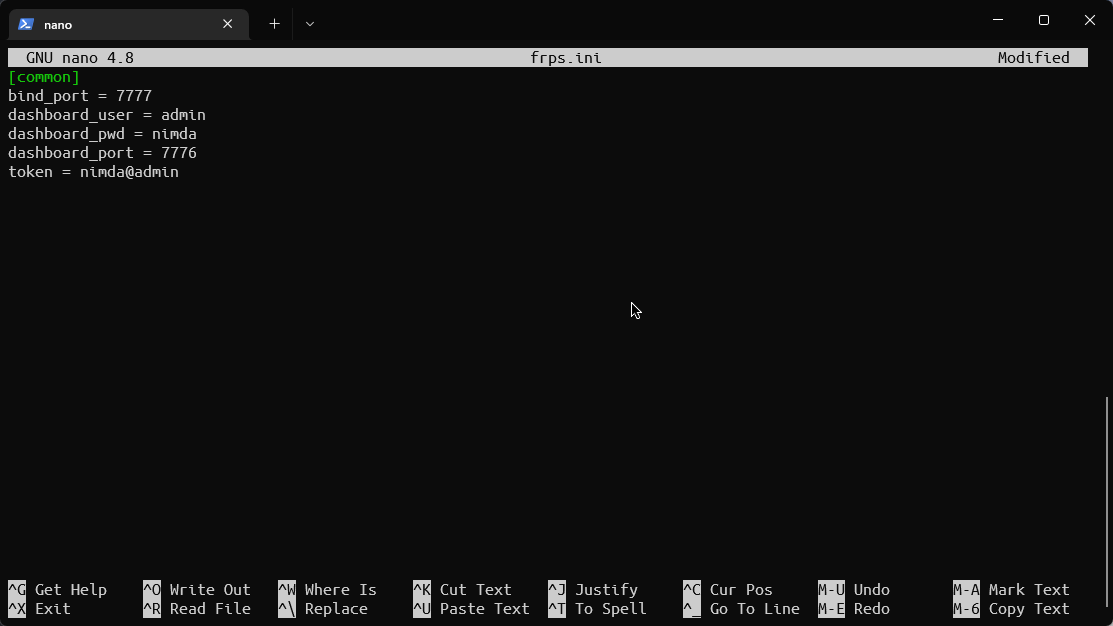 nano
GNU nano 4.8 frps.ini Modified
[common]
bind_port = 7777
dashboard_user = admin
dashboard_pwd = nimda
dashboard_port = 7776
token = nimda@admin
^G Get Help ^O Write Out ^W Where Is ^K Cut Text ^J Justify ^C Cur Pos M-U Undo M-A Mark Text
^X Exit ^R Read File ^\ Replace ^U Paste Text ^T To Spell ^_ Go To Line M-E Redo M-6 Copy Text